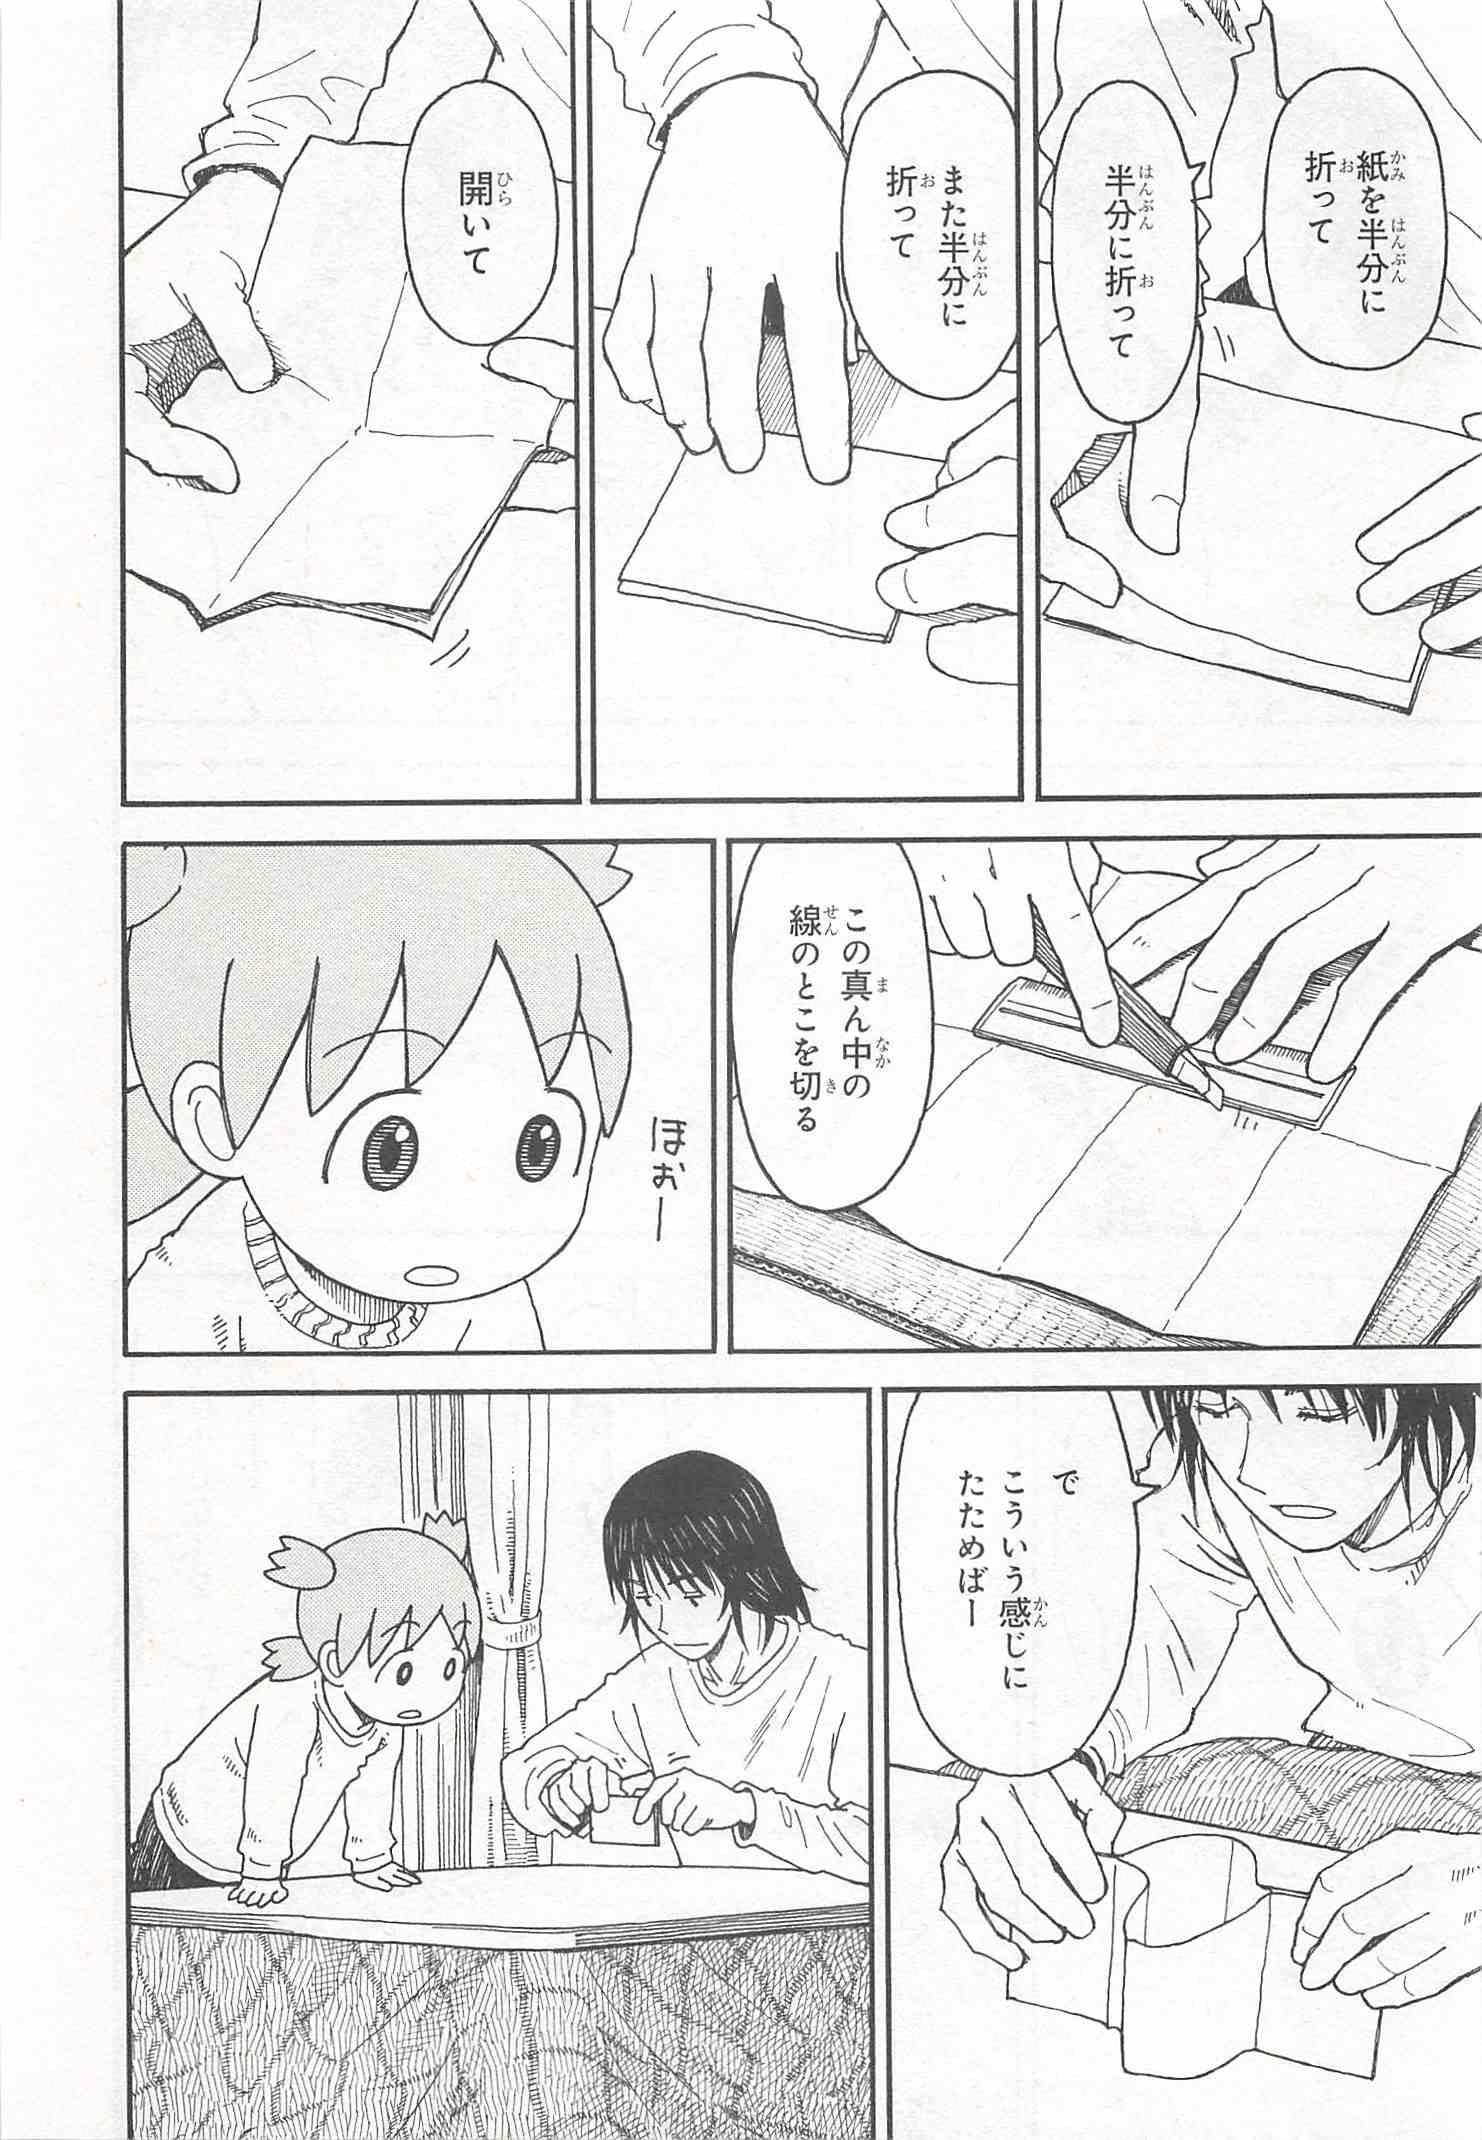 紙を半分に
折って
半分に折って
また半分に
折って
開いて
この真ん中の
線のとこを切る
ほぉー
で
こういう感じに
たためばー